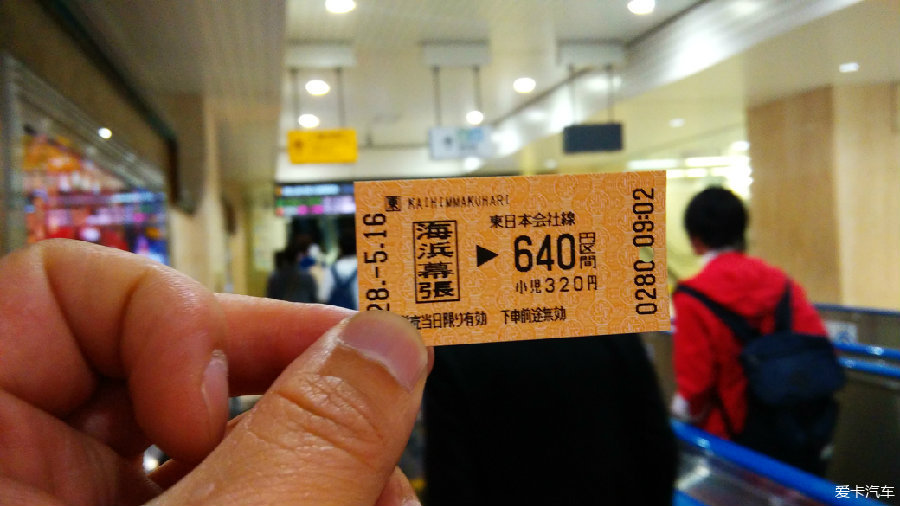 東 KAIHIMMAKUHARI
海浜幕張
東日本会社線
▶ 640円区間
小児320円
売当日限り有効 下車前途無効
28.-5.16
0280 09:02
爱卡汽车